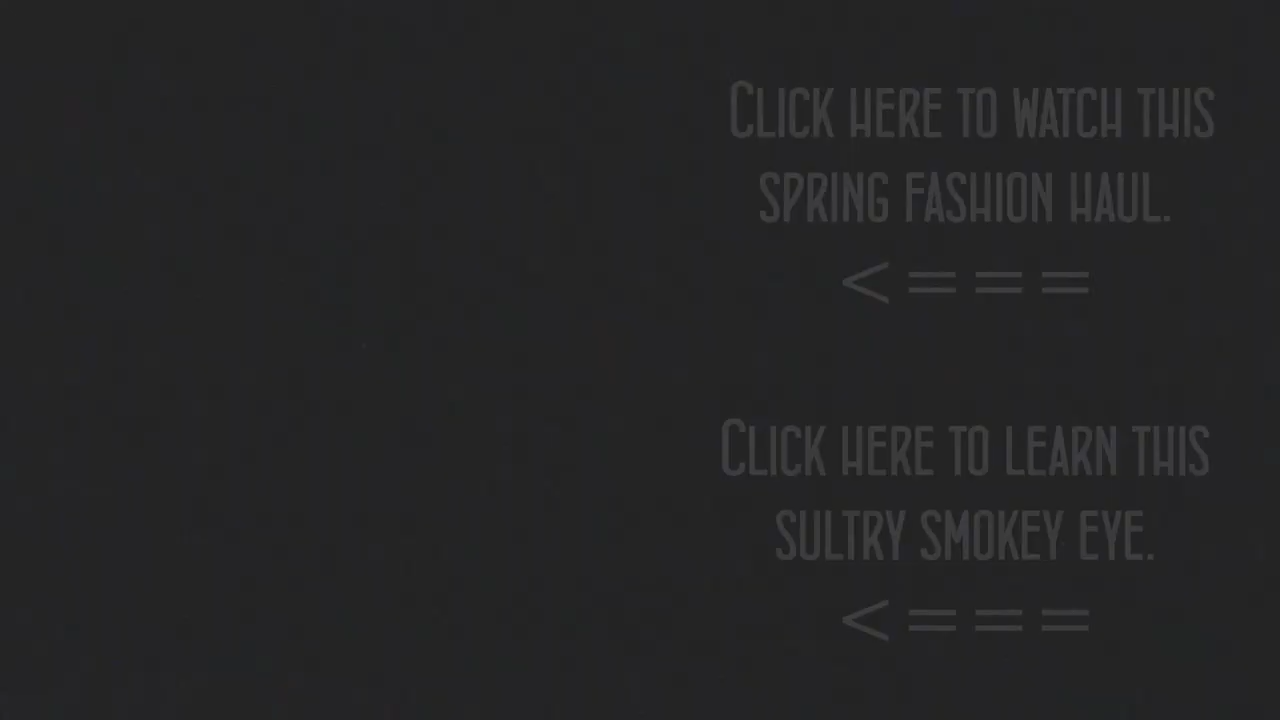 Click here to watch this
spring fashion haul.
<===
Click here to learn this
sultry smokey eye.
<===